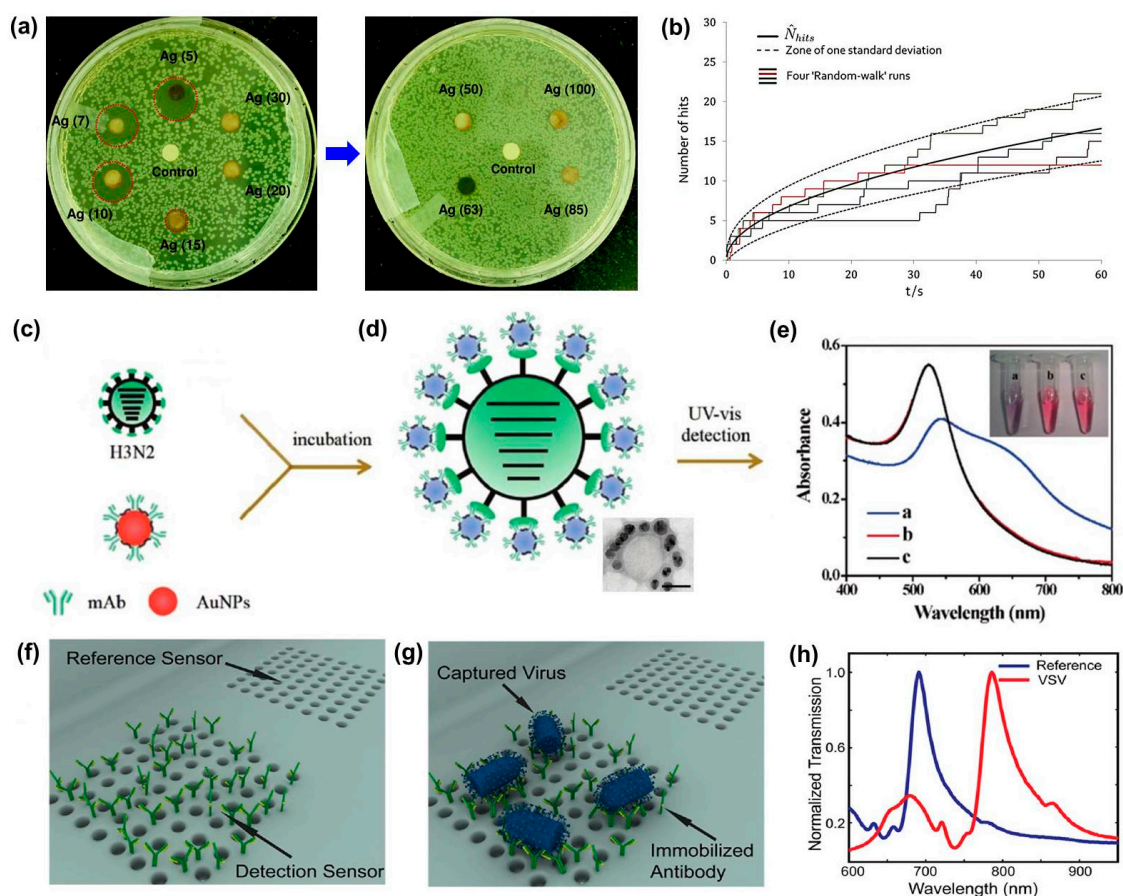 (a)
Ag (5)
Ag (30)
Ag (7)
Control
Ag (20)
Ag (10)
Ag (15)
Ag (50)
Ag (100)
Control
Ag (63)
Ag (85)
(b)
N̂hits
Zone of one standard deviation
Four 'Random-walk' runs
Number of hits
30
25
20
15
10
5
0
0 10 20 30 40 50 60
t/s
(c)
H3N2
mAb
AuNPs
incubation
(d)
UV-vis
detection
(e)
0.6
0.4
0.2
0.0
Absorbance
a b c
a
b
c
400 500 600 700 800
Wavelength (nm)
(f)
Reference Sensor
Detection Sensor
(g)
Captured Virus
Immobilized
Antibody
(h)
Reference
VSV
Normalized Transmission
1.0
0.8
0.6
0.4
0.2
600 700 800 900
Wavelength (nm)